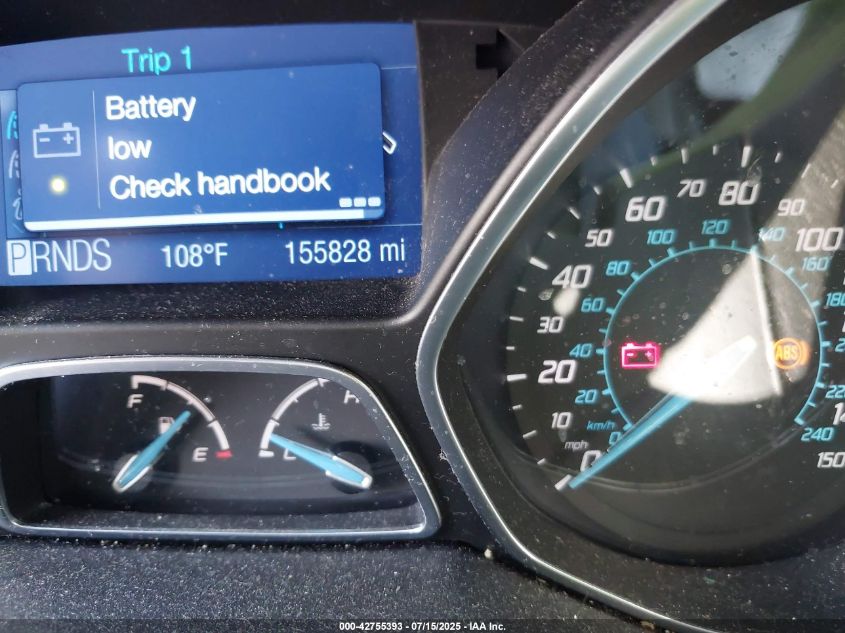 Trip 1
Battery
low
Check handbook
PRNDS 108°F 155828 mi
F
E
H
0 10 20 30 40 50 60 70 80 90 100
150
0 20 40 60 80 100 120 140 160 180
240
km/h
mph
ABS
000-42755393 - 07/15/2025 - IAA Inc.